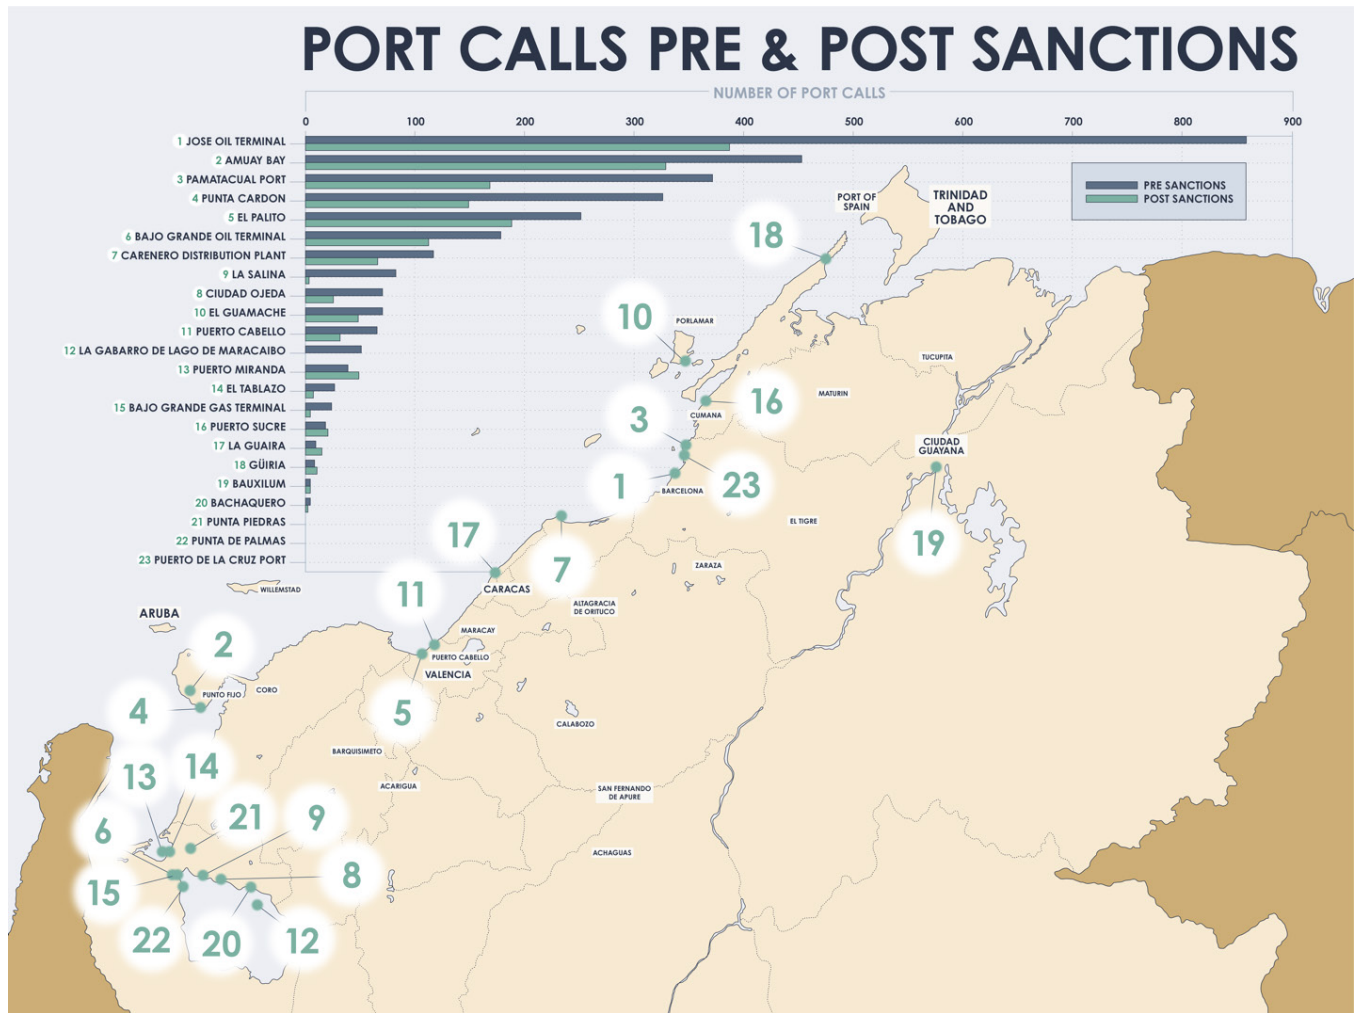 PORT CALLS PRE & POST SANCTIONS
NUMBER OF PORT CALLS
0 100 200 300 400 500 600 700 800 900
1 JOSE OIL TERMINAL
2 AMUAY BAY
3 PAMATACUAL PORT
4 PUNTA CARDON
5 EL PALITO
6 BAJO GRANDE OIL TERMINAL
7 CARENERO DISTRIBUTION PLANT
9 LA SALINA
8 CIUDAD OJEDA
10 EL GUAMACHE
11 PUERTO CABELLO
12 LA GABARRO DE LAGO DE MARACAIBO
13 PUERTO MIRANDA
14 EL TABLAZO
15 BAJO GRANDE GAS TERMINAL
16 PUERTO SUCRE
17 LA GUAIRA
18 GÜIRIA
19 BAUXILUM
20 BACHAQUERO
21 PUNTA PIEDRAS
22 PUNTA DE PALMAS
23 PUERTO DE LA CRUZ PORT
PRE SANCTIONS
POST SANCTIONS
PORT OF
SPAIN
TRINIDAD
AND
TOBAGO
18
10
PORLAMAR
TUCUPITA
MATURIN
16
3
CUMANA
CIUDAD
GUAYANA
1
23
BARCELONA
EL TIGRE
17
19
7
ZARAZA
CARACAS
WILLEMSTAD
11
ALTAGRACIA
DE ORITUCO
ARUBA
MARACAY
2
PUERTO CABELLO
VALENCIA
PUNTO FIJO
CORO
4
5
CALABOZO
BARQUISIMETO
13
14
ACARIGUA
SAN FERNANDO
DE APURE
6
21
9
ACHAGUAS
15
8
22
20
12